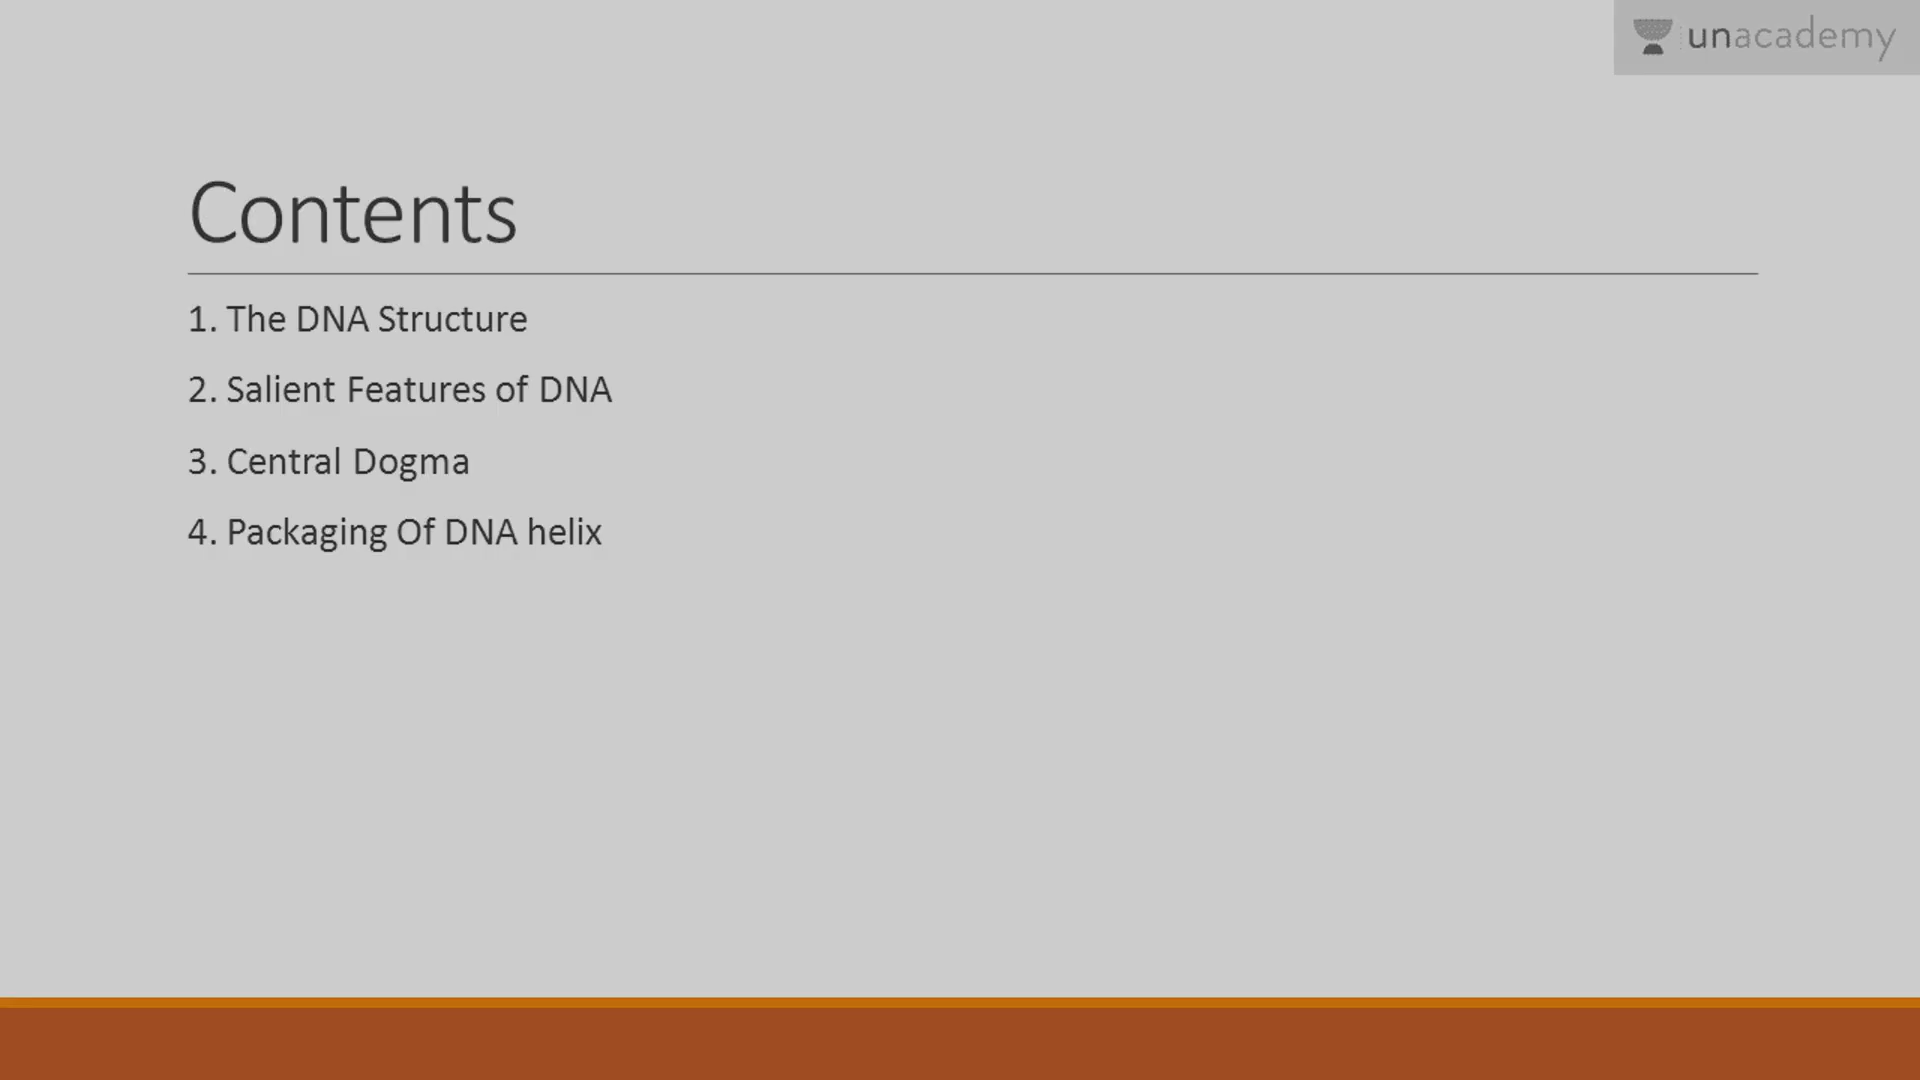 unacademy
Contents
1. The DNA Structure
2. Salient Features of DNA
3. Central Dogma
4. Packaging Of DNA helix